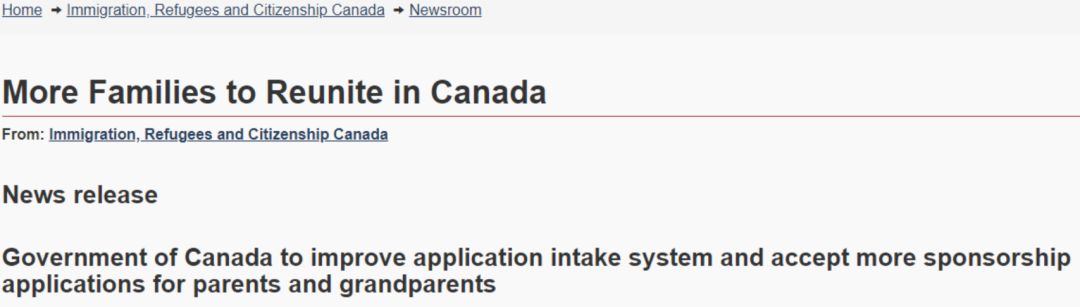 Home → Immigration, Refugees and Citizenship Canada → Newsroom
More Families to Reunite in Canada
From: Immigration, Refugees and Citizenship Canada
News release
Government of Canada to improve application intake system and accept more sponsorship
applications for parents and grandparents